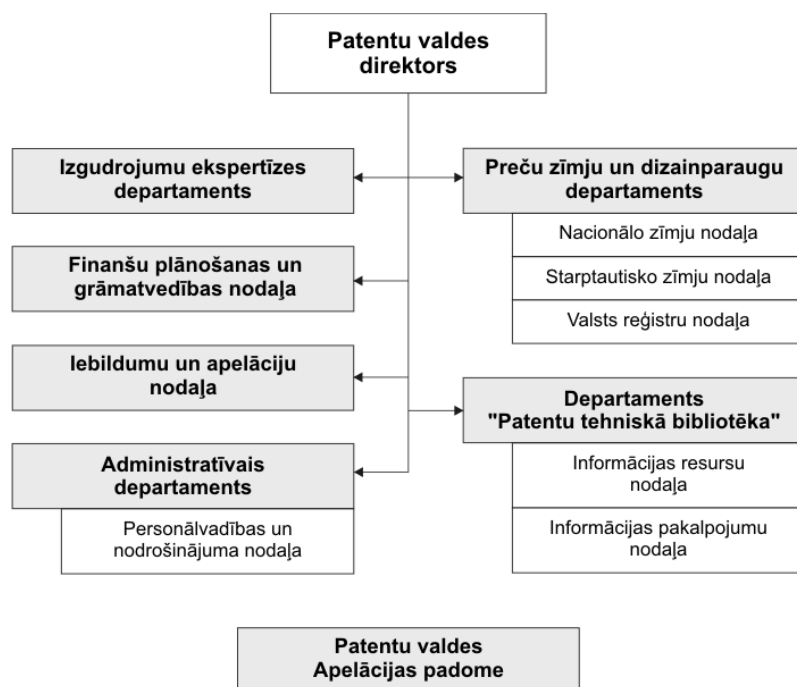 Patentu valdes
direktors
Izgudrojumu ekspertīzes
departaments
Finanšu plānošanas un
grāmatvedības nodaļa
Iebildumu un apelāciju
nodaļa
Administratīvais
departaments
Personālvadības un
nodrošinājuma nodaļa
Preču zīmju un dizainparaugu
departaments
Nacionālo zīmju nodaļa
Starptautisko zīmju nodaļa
Valsts reģistru nodaļa
Departaments
"Patentu tehniskā bibliotēka"
Informācijas resursu
nodaļa
Informācijas pakalpojumu
nodaļa
Patentu valdes
Apelācijas padome